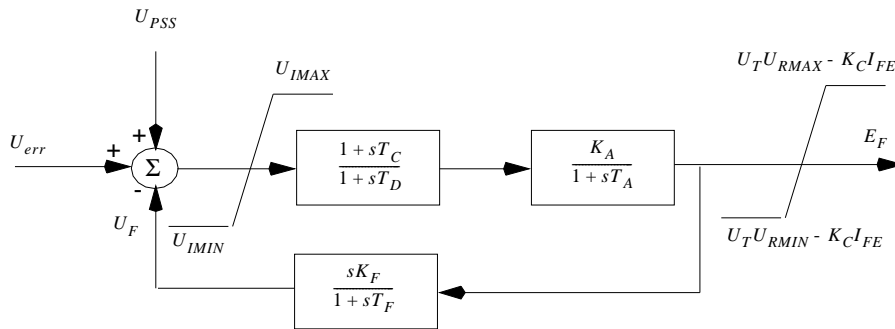 U_PSS
U_IMAX
U_T U_RMAX - K_C I_FE
U_err
+
+
Σ
-
1 + sT_C
1 + sT_D
K_A
1 + sT_A
E_F
U_F
U_IMIN
U_T U_RMIN - K_C I_FE
sK_F
1 + sT_F